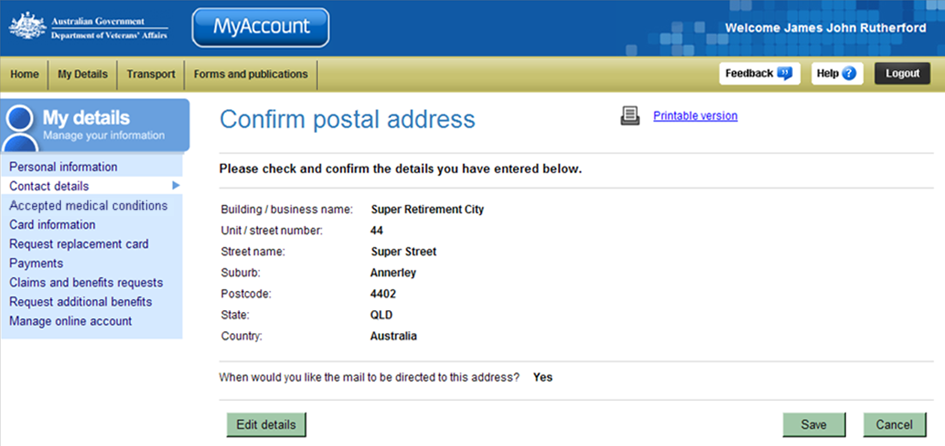 Australian Government
Department of Veterans' Affairs
MyAccount
Welcome James John Rutherford
Home My Details Transport Forms and publications Feedback Help ? Logout
My details
Manage your information
Personal information
Contact details
Accepted medical conditions
Card information
Request replacement card
Payments
Claims and benefits requests
Request additional benefits
Manage online account
Confirm postal address
Printable version
Please check and confirm the details you have entered below.
Building / business name: Super Retirement City
Unit / street number: 44
Street name: Super Street
Suburb: Annerley
Postcode: 4402
State: QLD
Country: Australia
When would you like the mail to be directed to this address? Yes
Edit details Save Cancel